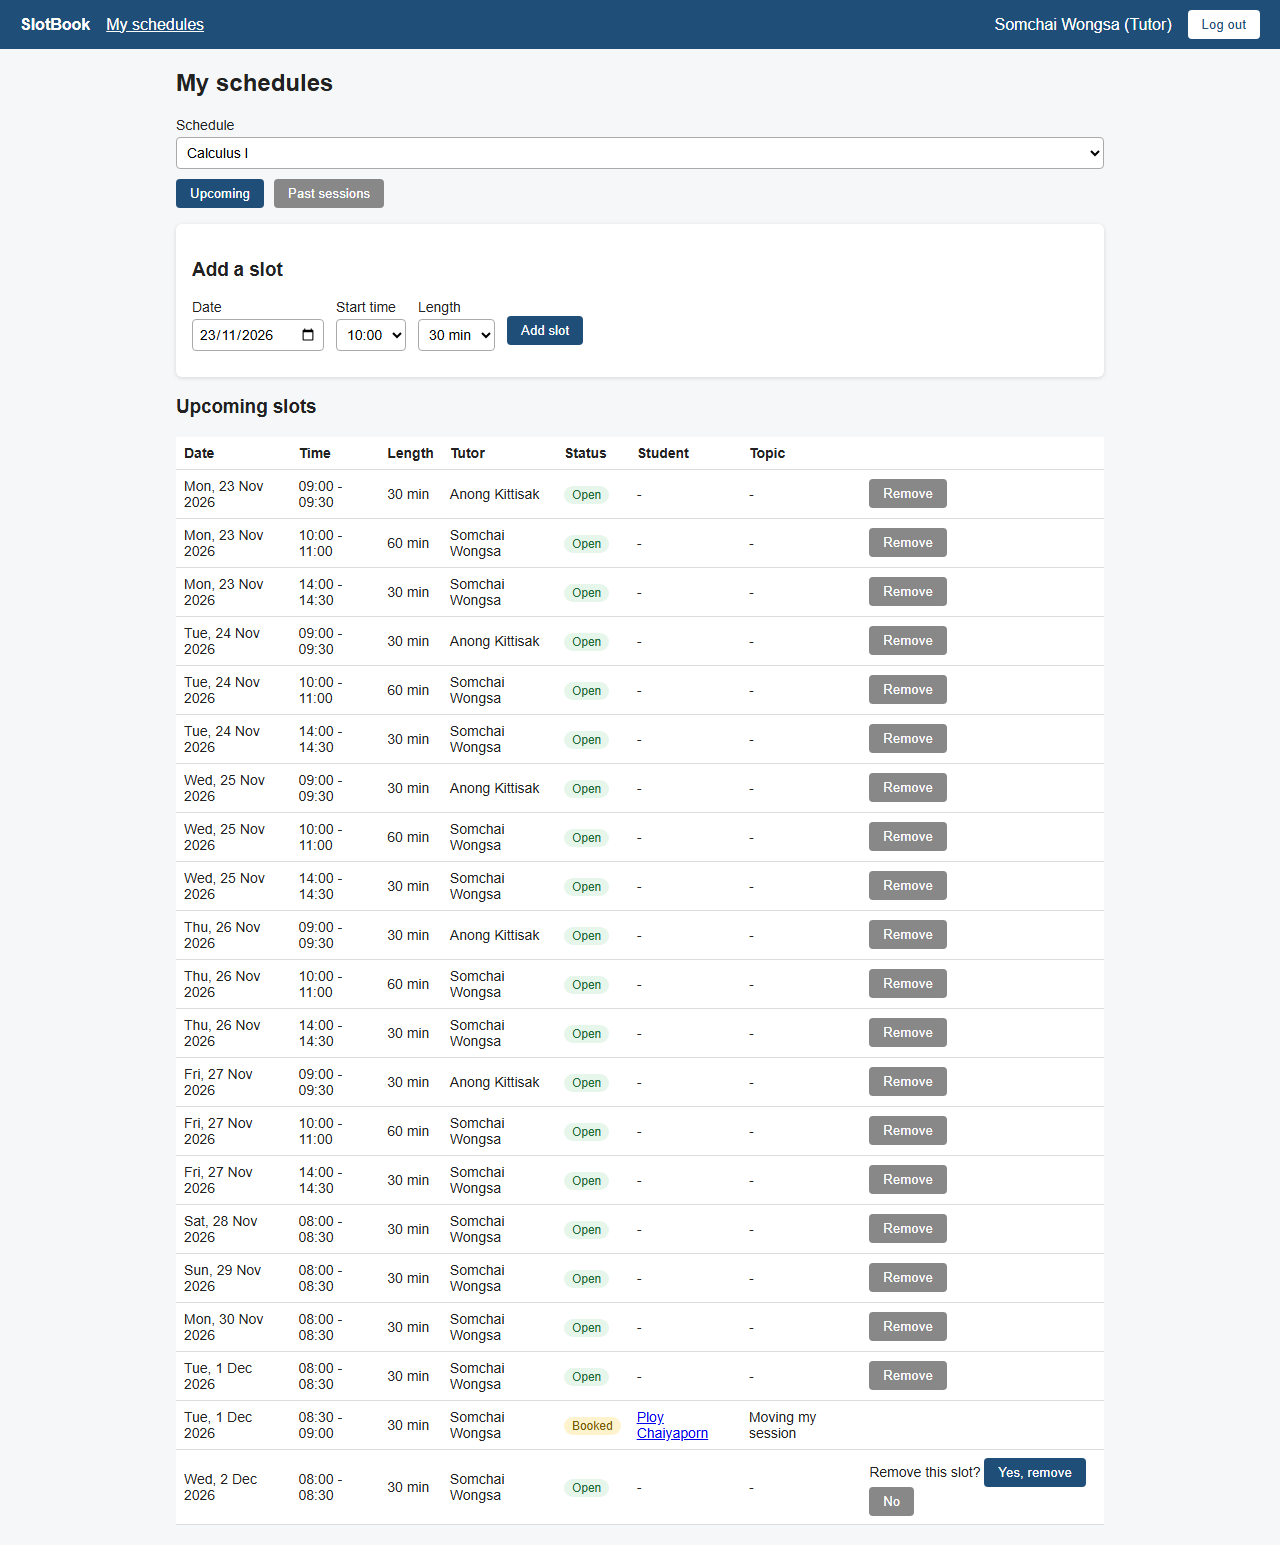 SlotBook My schedules Somchai Wongsa (Tutor) Log out
My schedules
Schedule
Calculus I
Upcoming Past sessions
Add a slot
Date Start time Length
23/11/2026 10:00 30 min Add slot
Upcoming slots
Date Time Length Tutor Status Student Topic
Mon, 23 Nov 2026 09:00 - 09:30 30 min Anong Kittisak Open - - Remove
Mon, 23 Nov 2026 10:00 - 11:00 60 min Somchai Wongsa Open - - Remove
Mon, 23 Nov 2026 14:00 - 14:30 30 min Somchai Wongsa Open - - Remove
Tue, 24 Nov 2026 09:00 - 09:30 30 min Anong Kittisak Open - - Remove
Tue, 24 Nov 2026 10:00 - 11:00 60 min Somchai Wongsa Open - - Remove
Tue, 24 Nov 2026 14:00 - 14:30 30 min Somchai Wongsa Open - - Remove
Wed, 25 Nov 2026 09:00 - 09:30 30 min Anong Kittisak Open - - Remove
Wed, 25 Nov 2026 10:00 - 11:00 60 min Somchai Wongsa Open - - Remove
Wed, 25 Nov 2026 14:00 - 14:30 30 min Somchai Wongsa Open - - Remove
Thu, 26 Nov 2026 09:00 - 09:30 30 min Anong Kittisak Open - - Remove
Thu, 26 Nov 2026 10:00 - 11:00 60 min Somchai Wongsa Open - - Remove
Thu, 26 Nov 2026 14:00 - 14:30 30 min Somchai Wongsa Open - - Remove
Fri, 27 Nov 2026 09:00 - 09:30 30 min Anong Kittisak Open - - Remove
Fri, 27 Nov 2026 10:00 - 11:00 60 min Somchai Wongsa Open - - Remove
Fri, 27 Nov 2026 14:00 - 14:30 30 min Somchai Wongsa Open - - Remove
Sat, 28 Nov 2026 08:00 - 08:30 30 min Somchai Wongsa Open - - Remove
Sun, 29 Nov 2026 08:00 - 08:30 30 min Somchai Wongsa Open - - Remove
Mon, 30 Nov 2026 08:00 - 08:30 30 min Somchai Wongsa Open - - Remove
Tue, 1 Dec 2026 08:00 - 08:30 30 min Somchai Wongsa Open - - Remove
Tue, 1 Dec 2026 08:30 - 09:00 30 min Somchai Wongsa Booked Ploy Chaiyaporn Moving my session
Wed, 2 Dec 2026 08:00 - 08:30 30 min Somchai Wongsa Open - - Remove this slot? Yes, remove No